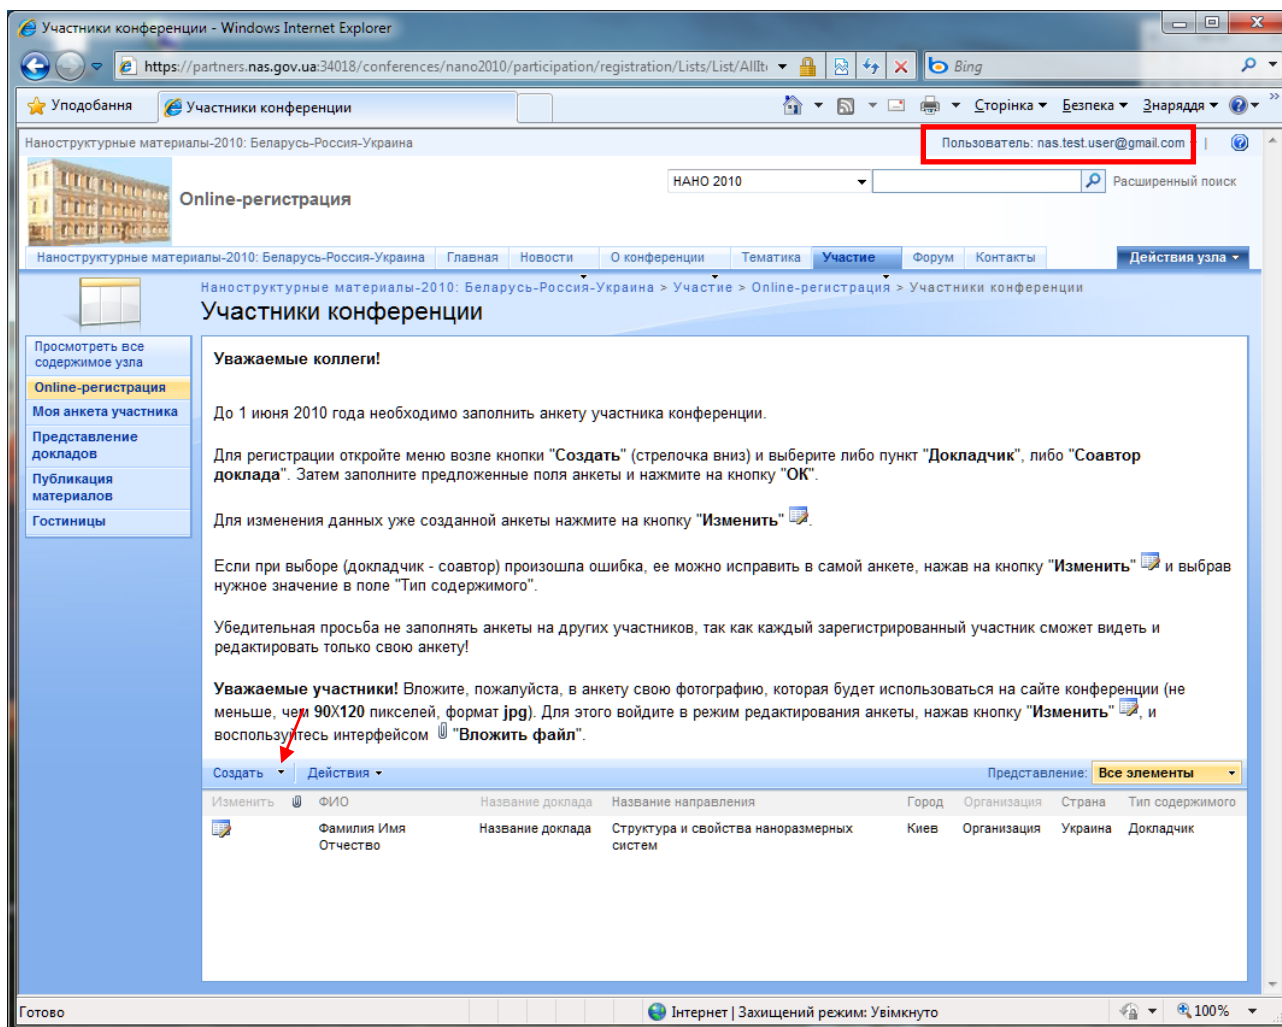 Участники конференции - Windows Internet Explorer
https://partners.nas.gov.ua:34018/conferences/nano2010/participation/registration/Lists/List/AllIt
Bing
Уподобання
Участники конференции
Сторінка
Безпека
Знаряддя
Наноструктурные материалы-2010: Беларусь-Россия-Украина
Пользователь: nas.test.user@gmail.com
Online-регистрация
НАНО 2010
Расширенный поиск
Наноструктурные материалы-2010: Беларусь-Россия-Украина Главная Новости О конференции Тематика Участие Форум Контакты Действия узла
Наноструктурные материалы-2010: Беларусь-Россия-Украина > Участие > Online-регистрация > Участники конференции
Участники конференции
Просмотреть все
содержимое узла
Online-регистрация
Моя анкета участника
Представление
докладов
Публикация
материалов
Гостиницы
Уважаемые коллеги!
До 1 июня 2010 года необходимо заполнить анкету участника конференции.
Для регистрации откройте меню возле кнопки "Создать" (стрелочка вниз) и выберите либо пункт "Докладчик", либо "Соавтор
доклада". Затем заполните предложенные поля анкеты и нажмите на кнопку "ОК".
Для изменения данных уже созданной анкеты нажмите на кнопку "Изменить" .
Если при выборе (докладчик - соавтор) произошла ошибка, ее можно исправить в самой анкете, нажав на кнопку "Изменить" и выбрав
нужное значение в поле "Тип содержимого".
Убедительная просьба не заполнять анкеты на других участников, так как каждый зарегистрированный участник сможет видеть и
редактировать только свою анкету!
Уважаемые участники! Вложите, пожалуйста, в анкету свою фотографию, которая будет использоваться на сайте конференции (не
меньше, чем 90X120 пикселей, формат jpg). Для этого войдите в режим редактирования анкеты, нажав кнопку "Изменить" , и
воспользуйтесь интерфейсом "Вложить файл".
Создать Действия Представление: Все элементы
Изменить ФИО Название доклада Название направления Город Организация Страна Тип содержимого
Фамилия Имя Название доклада Структура и свойства наноразмерных Киев Организация Украина Докладчик
Отчество систем
Готово
Інтернет | Захищений режим: Увімкнуто
100%